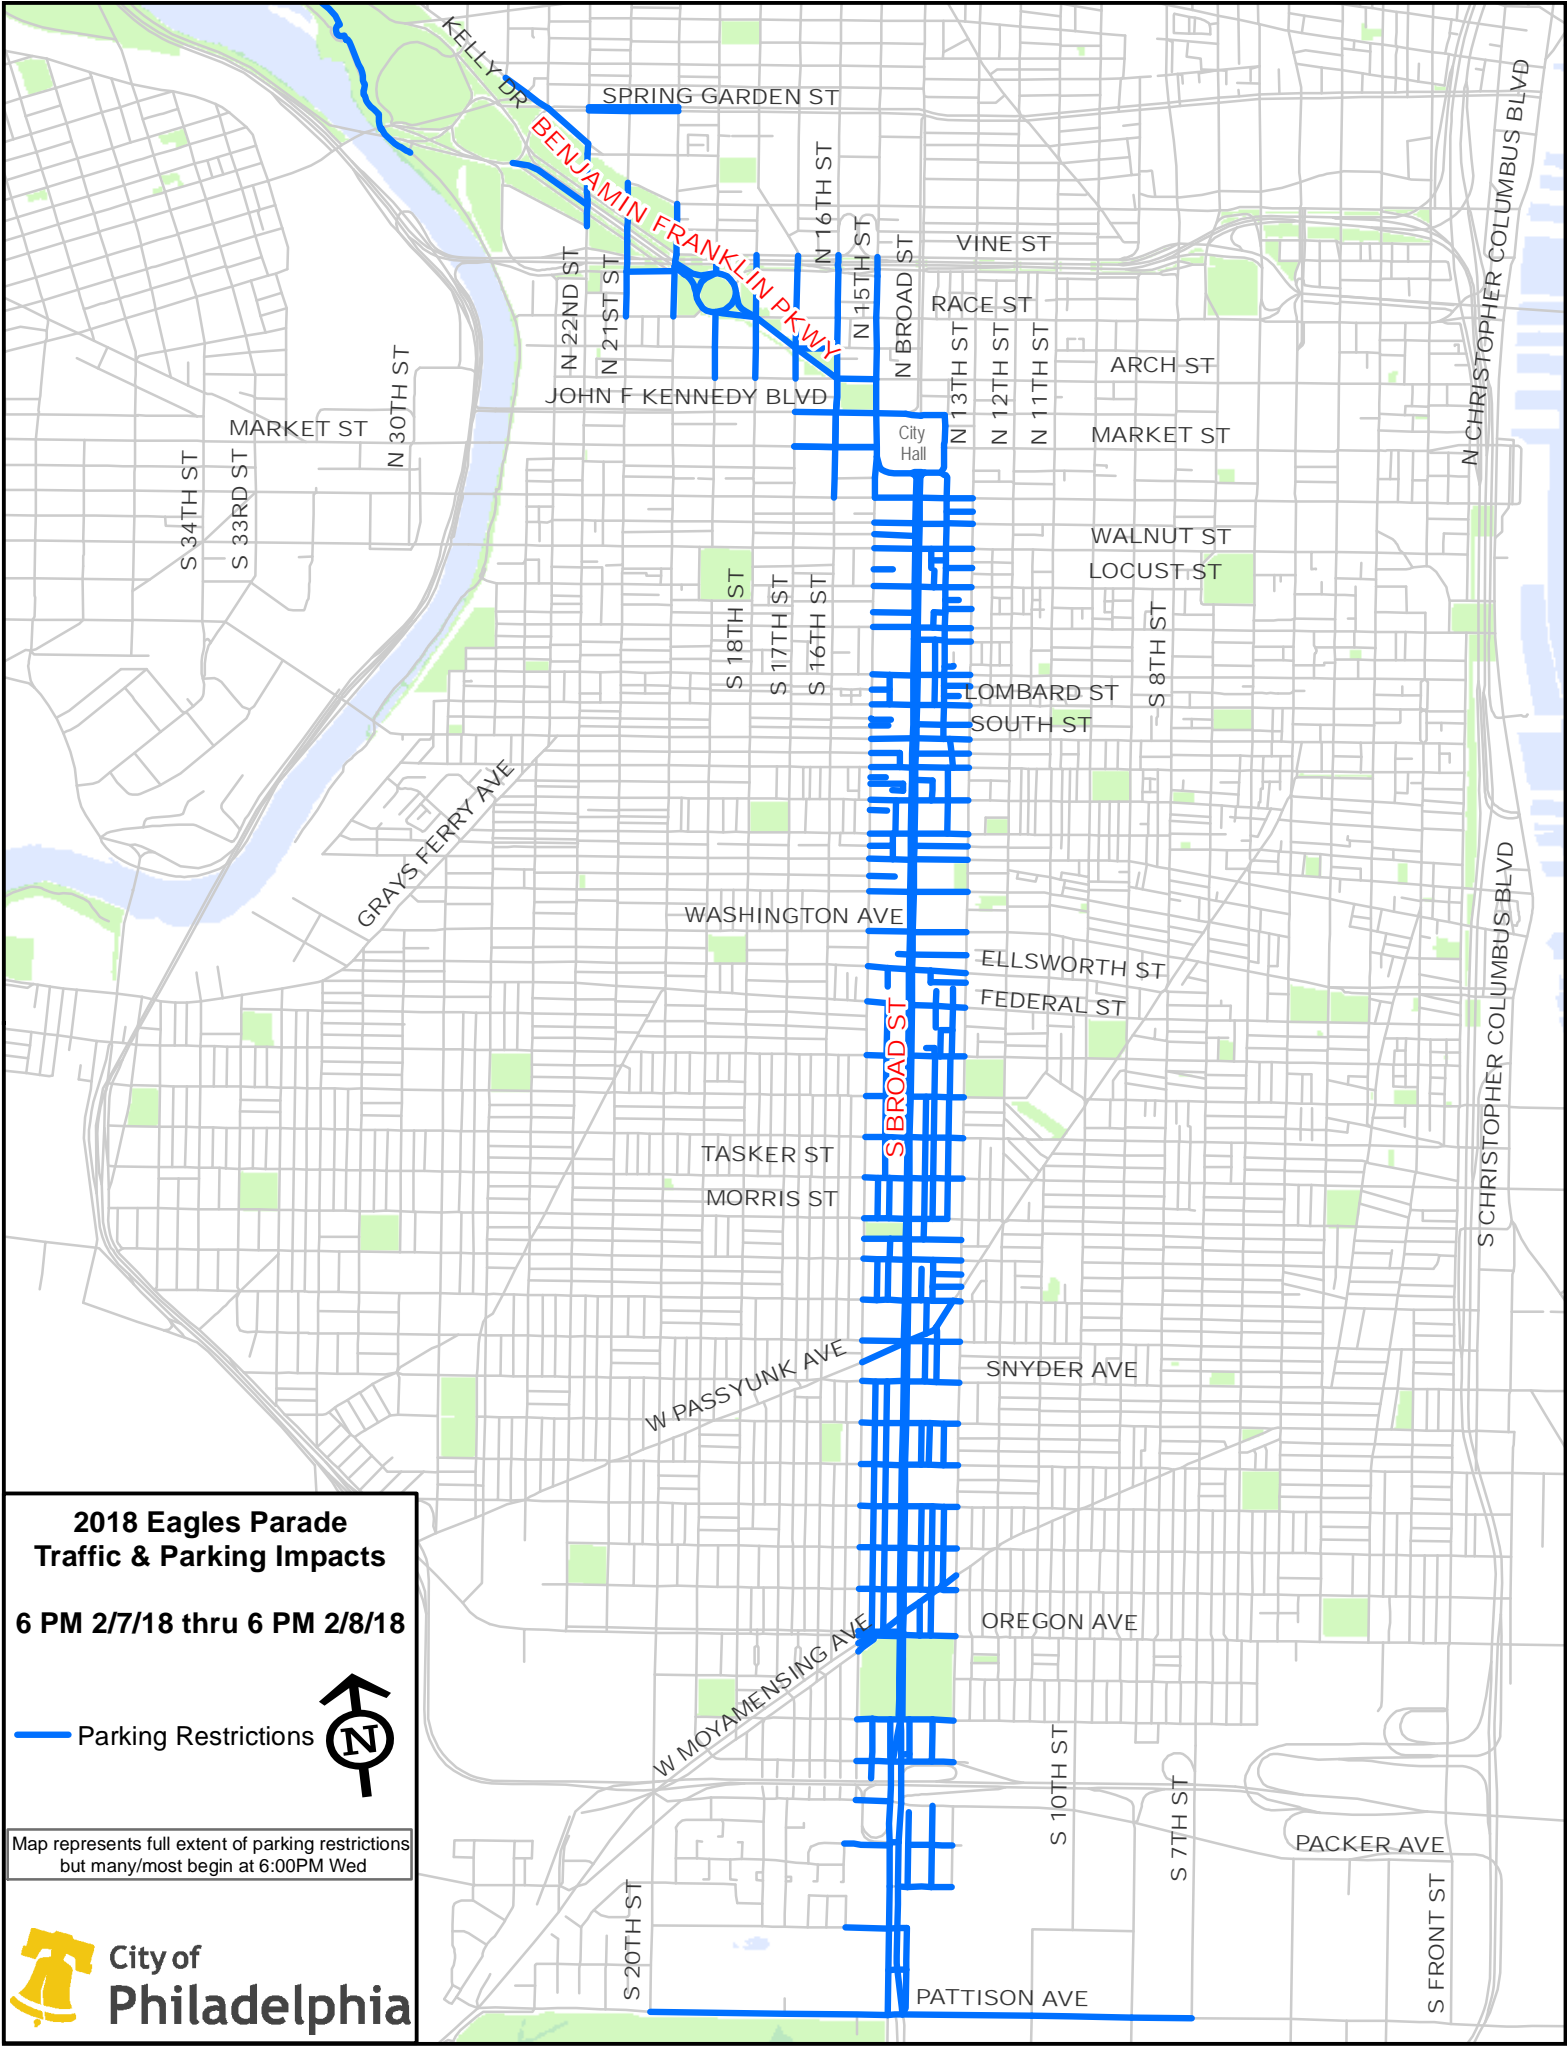 KELLY DR
SPRING GARDEN ST
BENJAMIN FRANKLIN PKWY
N 16TH ST
N 15TH ST
N BROAD ST
VINE ST
N CHRISTOPHER COLUMBUS BLVD
N 22ND ST
N 21ST ST
RACE ST
N 13TH ST
N 12TH ST
N 11TH ST
ARCH ST
N 30TH ST
JOHN F KENNEDY BLVD
MARKET ST
City
Hall
MARKET ST
S 34TH ST
S 33RD ST
WALNUT ST
LOCUST ST
S 18TH ST
S 17TH ST
S 16TH ST
S 8TH ST
LOMBARD ST
SOUTH ST
GRAYS FERRY AVE
WASHINGTON AVE
S CHRISTOPHER COLUMBUS BLVD
ELLSWORTH ST
FEDERAL ST
S BROAD ST
TASKER ST
MORRIS ST
W PASSYUNK AVE
SNYDER AVE
OREGON AVE
W MOYAMENSING AVE
S 10TH ST
S 7TH ST
PACKER AVE
S 20TH ST
S FRONT ST
PATTISON AVE
2018 Eagles Parade
Traffic & Parking Impacts
6 PM 2/7/18 thru 6 PM 2/8/18
Parking Restrictions
N
Map represents full extent of parking restrictions
but many/most begin at 6:00PM Wed
City of
Philadelphia